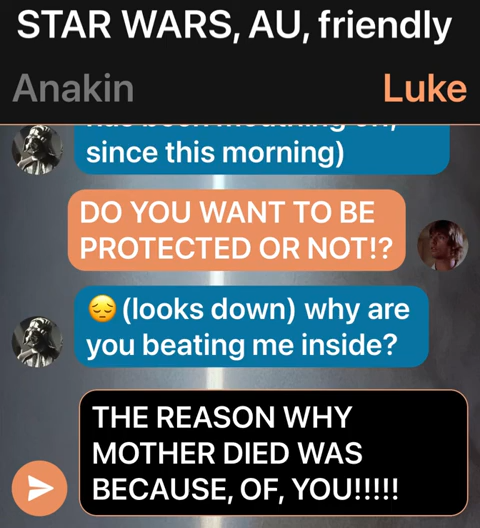 STAR WARS, AU, friendly
Anakin Luke
since this morning)
DO YOU WANT TO BE
PROTECTED OR NOT!?
😔 (looks down) why are
you beating me inside?
THE REASON WHY
MOTHER DIED WAS
BECAUSE, OF, YOU!!!!!